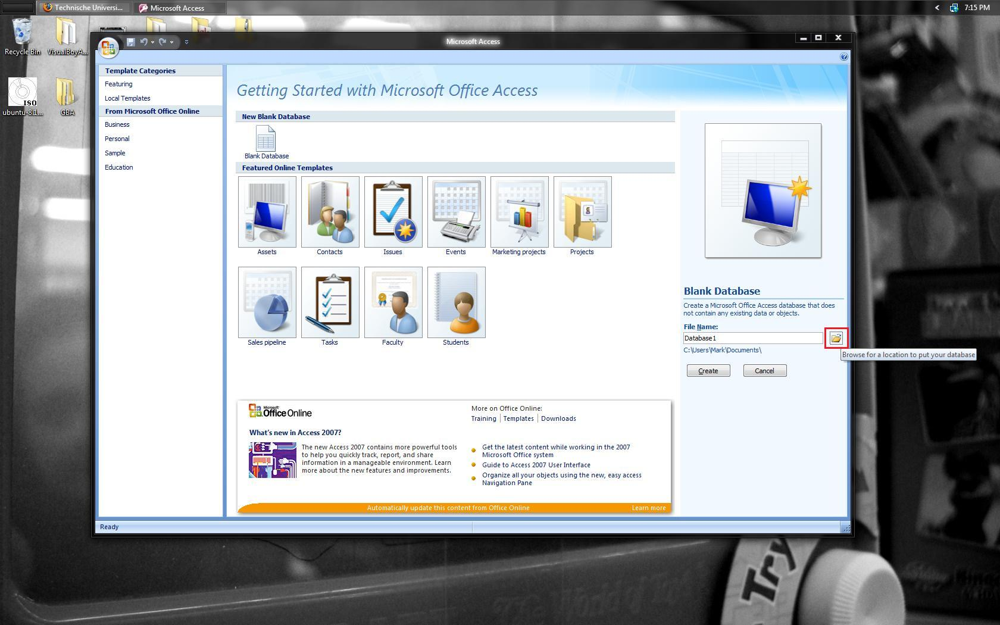 Technische Universi...
Microsoft Access
<
7:15 PM
Recycle Bin
VisualBoyA...
ISO
ubuntu-8.1...
GBA
Microsoft Access
Template Categories
Featuring
Local Templates
From Microsoft Office Online
Business
Personal
Sample
Education
Getting Started with Microsoft Office Access
New Blank Database
Blank Database
Featured Online Templates
Assets
Contacts
Issues
Events
Marketing projects
Projects
Sales pipeline
Tasks
Faculty
Students
Blank Database
Create a Microsoft Office Access database that does
not contain any existing data or objects.
File Name:
Database1
C:\Users\Mark\Documents\
Browse for a location to put your database
Create
Cancel
Microsoft
Office Online
What's new in Access 2007?
The new Access 2007 contains more powerful tools
to help you quickly track, report, and share
information in a manageable environment. Learn
more about the new features and improvements.
More on Office Online:
Training
Templates
Downloads
Get the latest content while working in the 2007
Microsoft Office system
Guide to Access 2007 User Interface
Organize all your objects using the new, easy access
Navigation Pane
Automatically update this content from Office Online
Learn more
Ready
Try